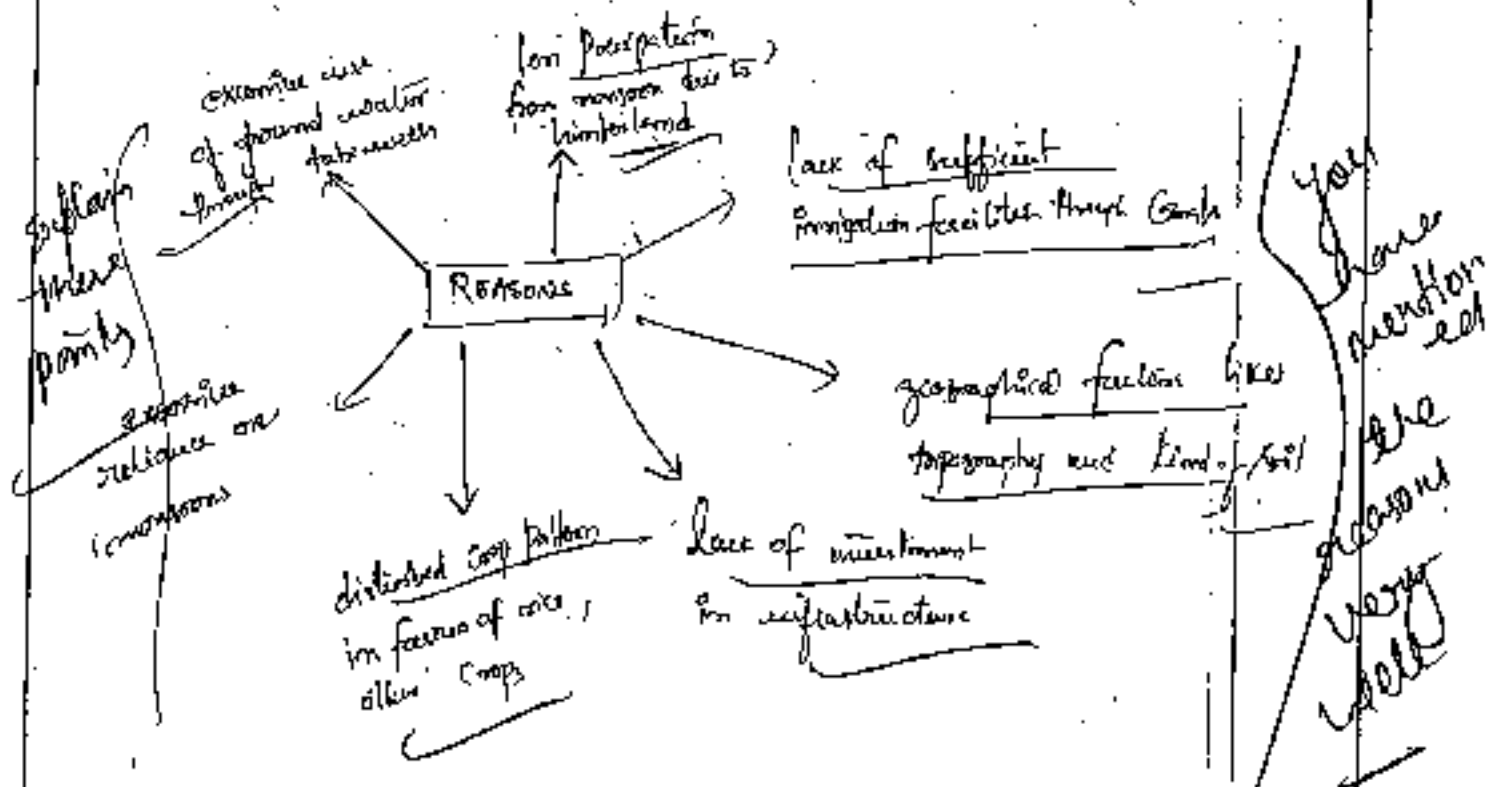 Explain
these
points
excessive use
of ground water
through tubewells
low precipitation
from monsoon due to
hinterland
lack of sufficient
irrigation facilities through Canals
REASONS
geographical factors like
topography and kind of soil
lack of investment
in infrastructure
disturbed crop pattern
in favour of rice,
other crops
excessive
reliance on
monsoons
You
have
mention
ed
the
reasons
very
well